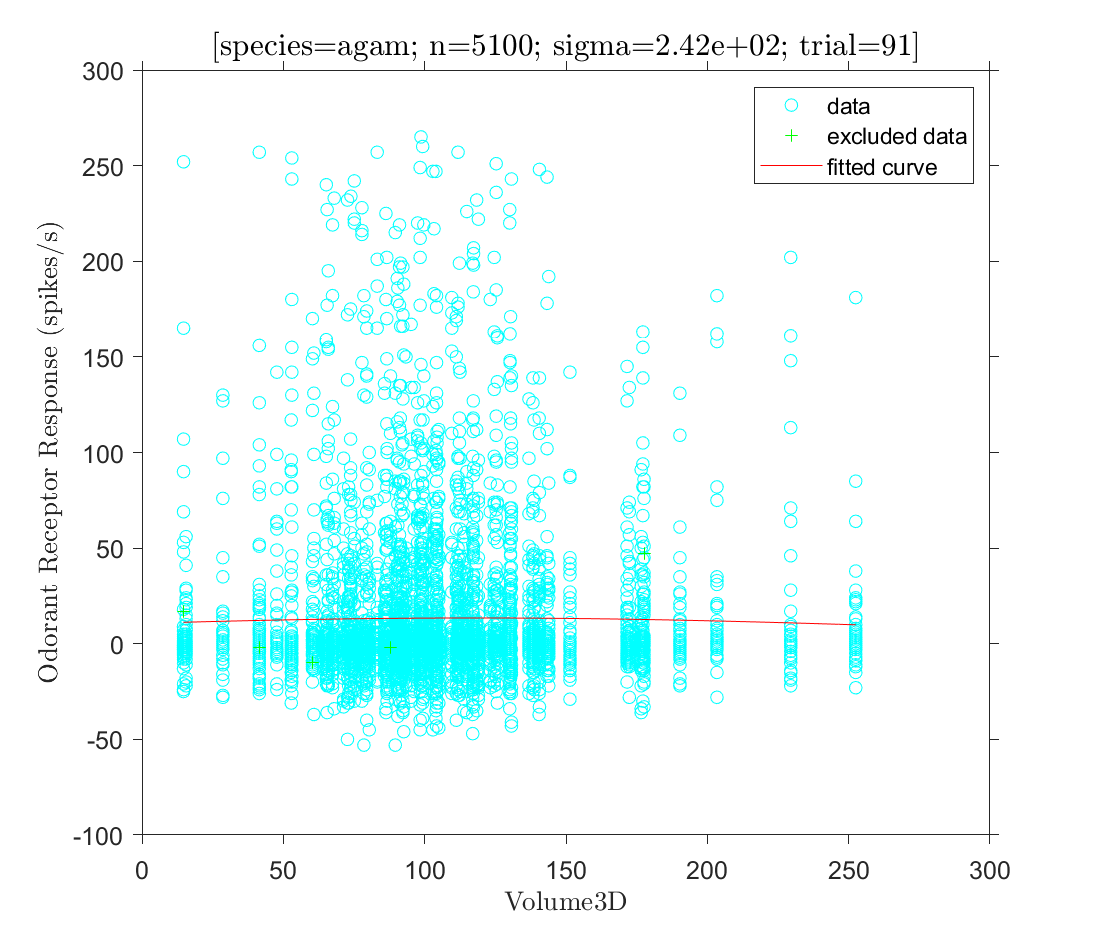 [species=agam; n=5100; sigma=2.42e+02; trial=91]
300
250
200
150
100
50
0
-50
-100
Odorant Receptor Response (spikes/s)
data
excluded data
fitted curve
0 50 100 150 200 250 300
Volume3D